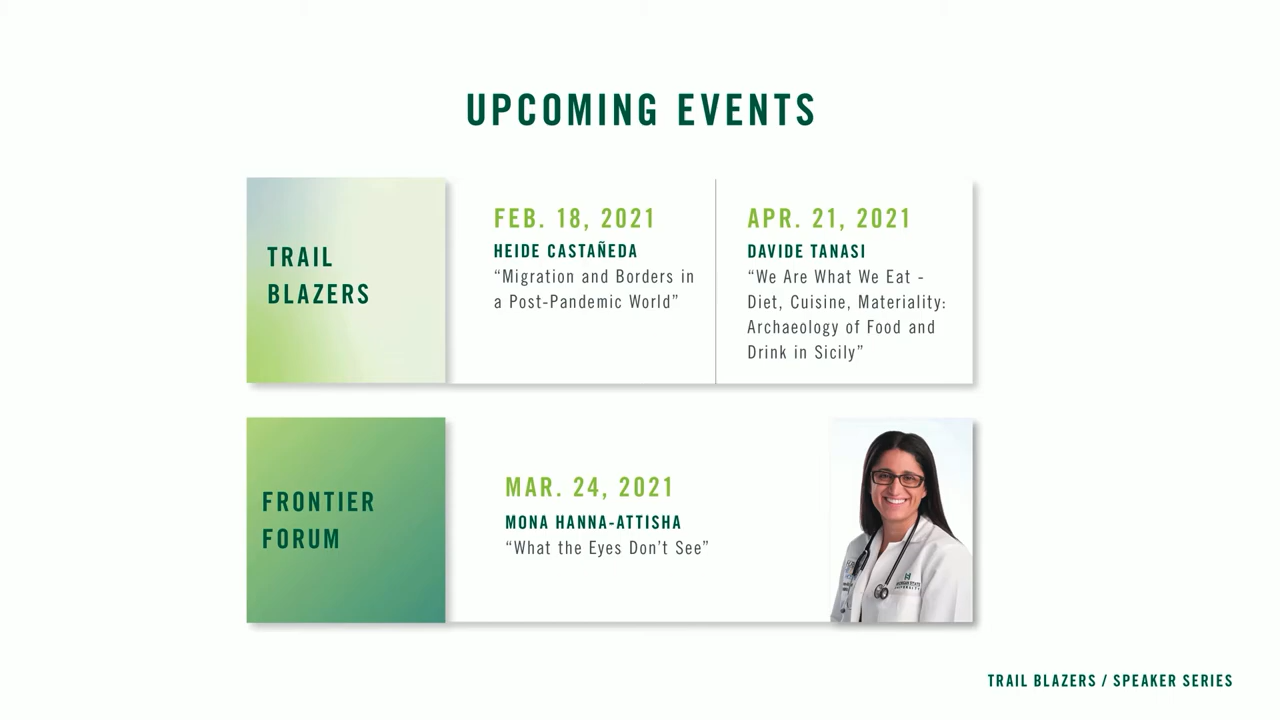 UPCOMING EVENTS
TRAIL
BLAZERS
FEB. 18, 2021
HEIDE CASTAÑEDA
“Migration and Borders in
a Post-Pandemic World”
APR. 21, 2021
DAVIDE TANASI
“We Are What We Eat -
Diet, Cuisine, Materiality:
Archaeology of Food and
Drink in Sicily”
FRONTIER
FORUM
MAR. 24, 2021
MONA HANNA-ATTISHA
“What the Eyes Don’t See”
TRAIL BLAZERS / SPEAKER SERIES